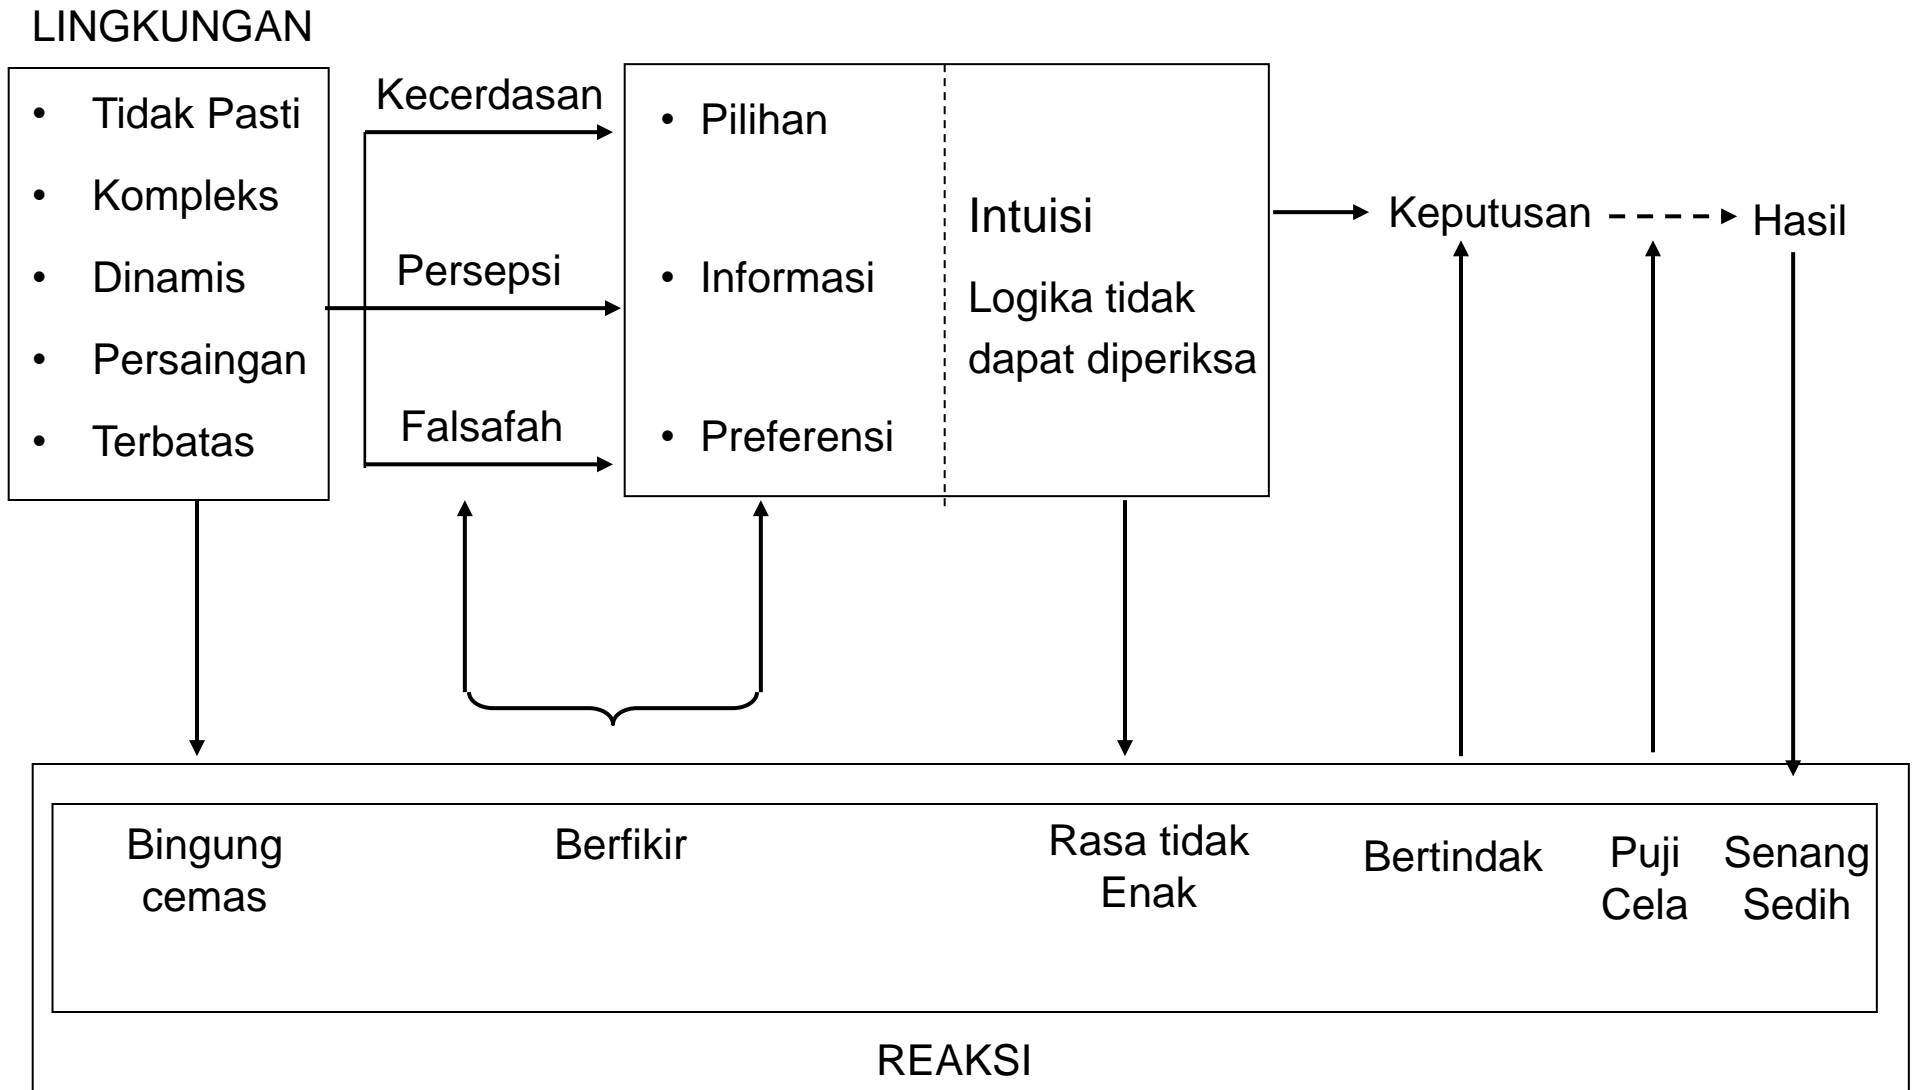 LINGKUNGAN
• Tidak Pasti
• Kompleks
• Dinamis
• Persaingan
• Terbatas
Kecerdasan
Persepsi
Falsafah
• Pilihan
• Informasi
• Preferensi
Intuisi
Logika tidak
dapat diperiksa
Keputusan
Hasil
Bingung
cemas
Berfikir
Rasa tidak
Enak
Bertindak
Puji
Cela
Senang
Sedih
REAKSI